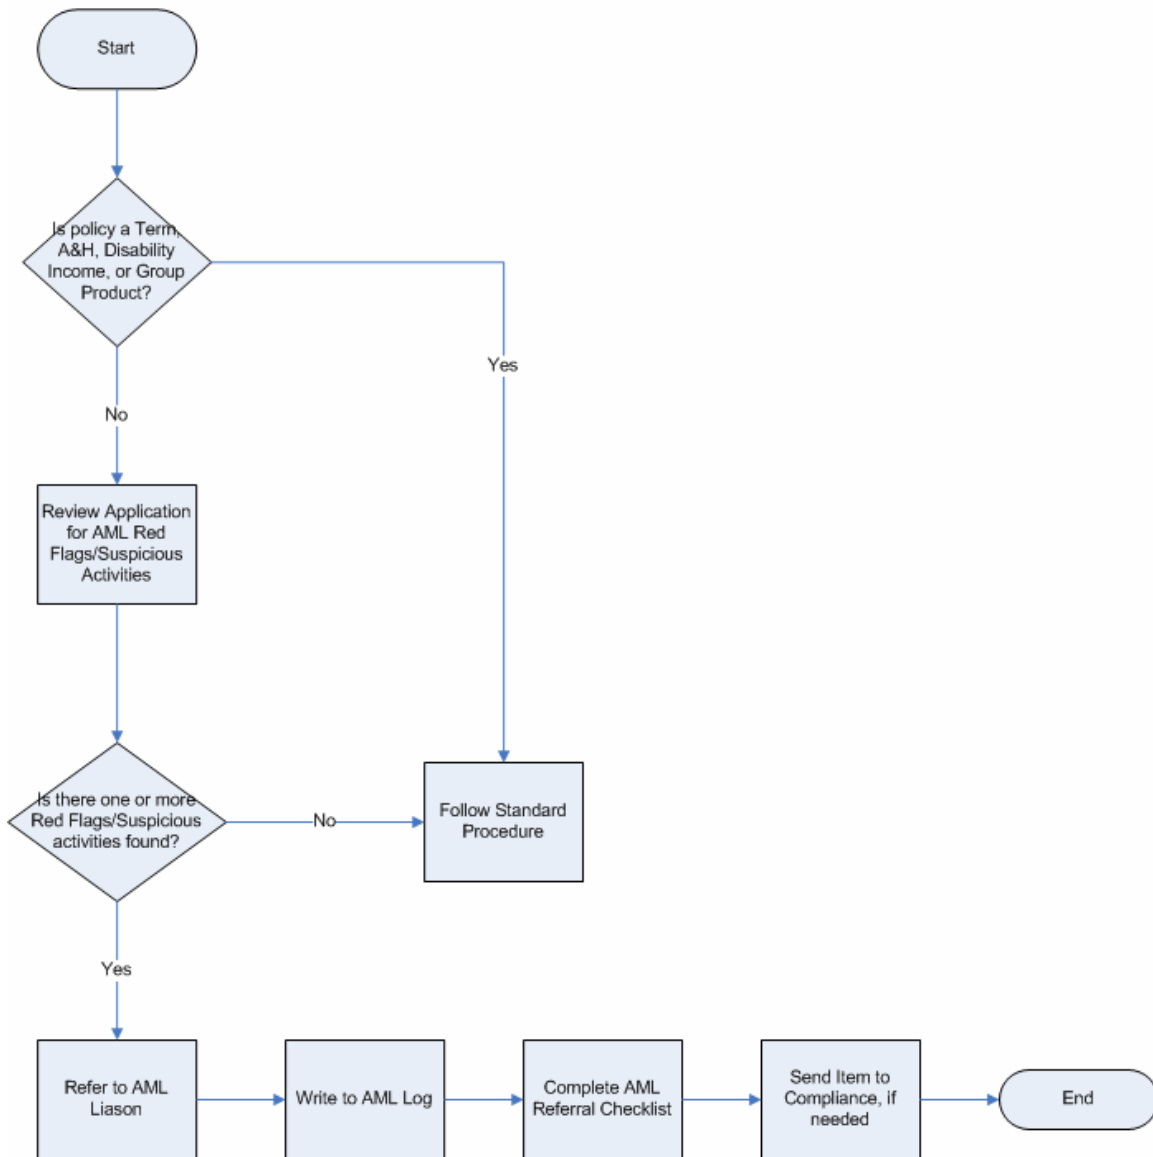 Start
Is policy a Term,
A&H, Disability
Income, or Group
Product?
Yes
No
Review Application
for AML Red
Flags/Suspicious
Activities
Is there one or more
Red Flags/Suspicious
activities found?
No
Follow Standard
Procedure
Yes
Refer to AML
Liason
Write to AML Log
Complete AML
Referral Checklist
Send Item to
Compliance, if
needed
End